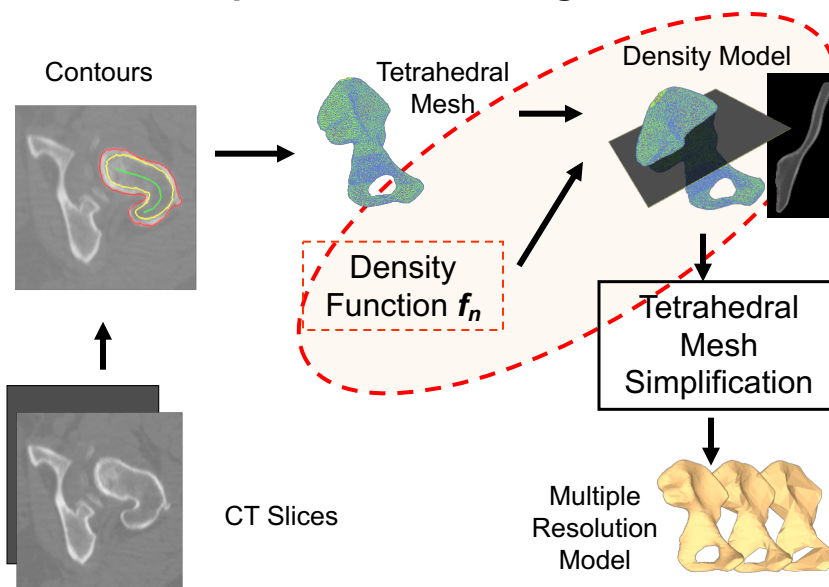 Contours
Tetrahedral
Mesh
Density Model
Density
Function fn
Tetrahedral
Mesh
Simplification
CT Slices
Multiple
Resolution
Model